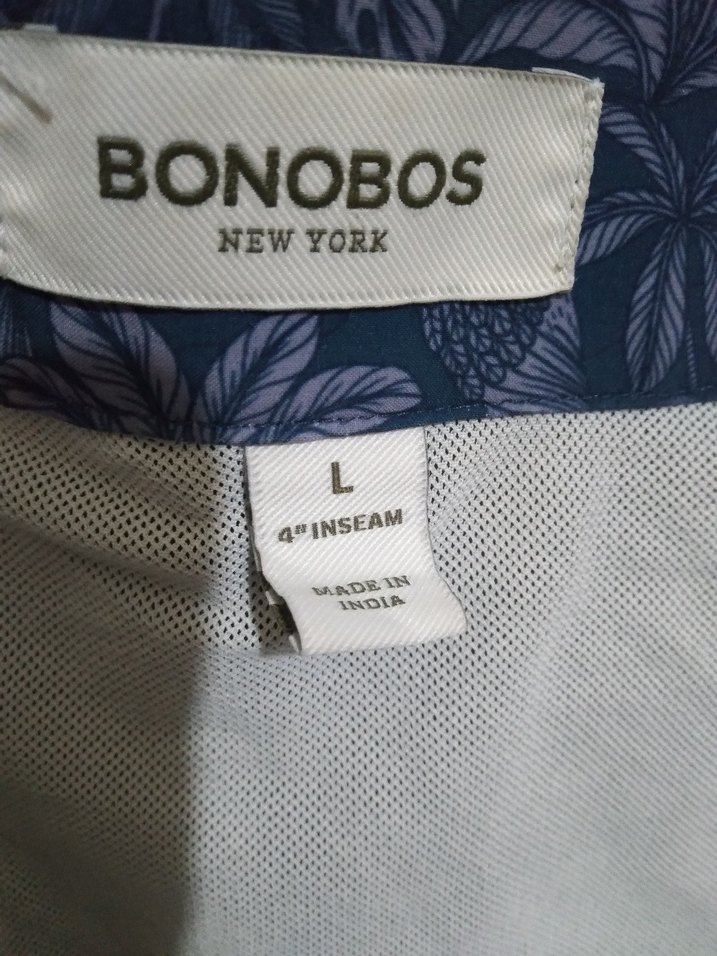 BONOBOS
NEW YORK
L
4" INSEAM
MADE IN
INDIA